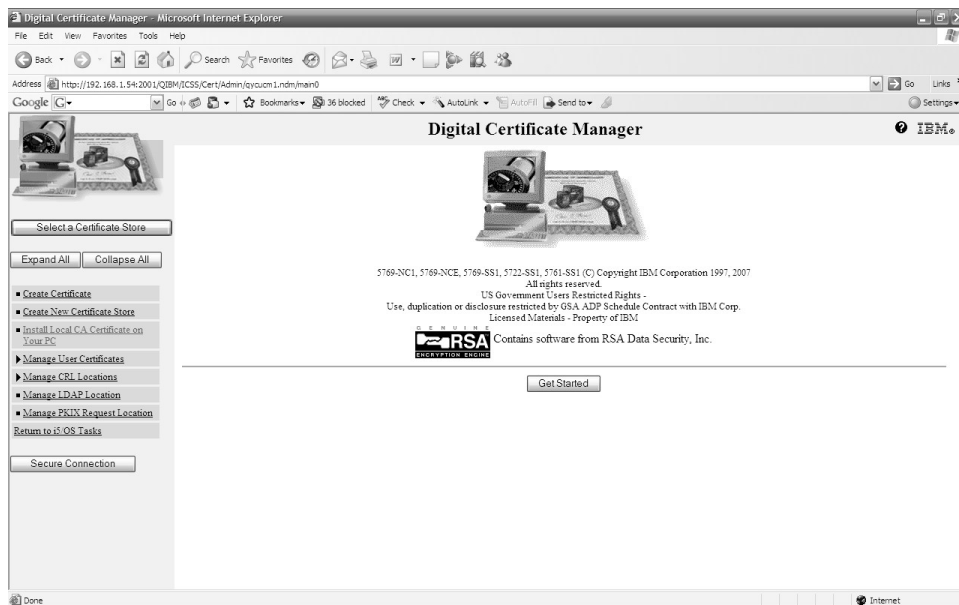 Digital Certificate Manager - Microsoft Internet Explorer
File Edit View Favorites Tools Help
Back Search Favorites
Address http://192.168.1.54:2001/QIBM/ICSS/Cert/Admin/qycucm1.ndm/main0 Go Links
Google G Go Bookmarks 36 blocked Check AutoLink AutoFill Send to Settings
Digital Certificate Manager
IBM®
Select a Certificate Store
Expand All Collapse All
Create Certificate
Create New Certificate Store
Install Local CA Certificate on
Your PC
Manage User Certificates
Manage CRL Locations
Manage LDAP Location
Manage PKIX Request Location
Return to i5/OS Tasks
Secure Connection
5769-NC1, 5769-NCE, 5769-SS1, 5722-SS1, 5761-SS1 (C) Copyright IBM Corporation 1997, 2007
All rights reserved.
US Government Users Restricted Rights -
Use, duplication or disclosure restricted by GSA ADP Schedule Contract with IBM Corp.
Licensed Materials - Property of IBM
GENUINE
RSA
ENCRYPTION ENGINE
Contains software from RSA Data Security, Inc.
Get Started
Done Internet